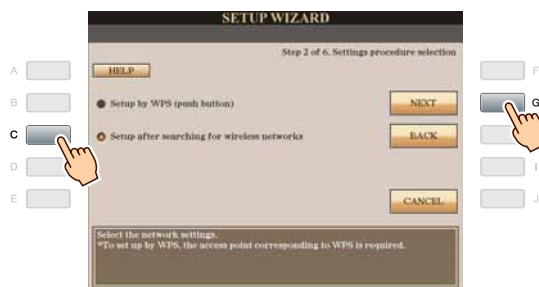 SETUP WIZARD
Step 2 of 6. Settings procedure selection
HELP
A
F
B
Setup by WPS (push button)
NEXT
G
C
Setup after searching for wireless networks
BACK
D
I
E
CANCEL
J
Select the network settings.
*To set up by WPS, the access point corresponding to WPS is required.